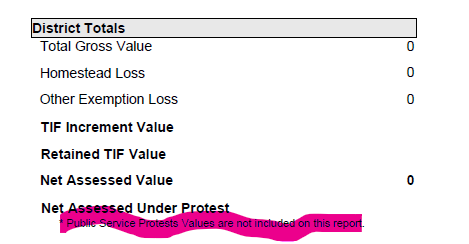 District Totals
Total Gross Value 0
Homestead Loss 0
Other Exemption Loss 0
TIF Increment Value
Retained TIF Value
Net Assessed Value 0
Net Assessed Under Protest
* Public Service Protests Values are not included on this report.